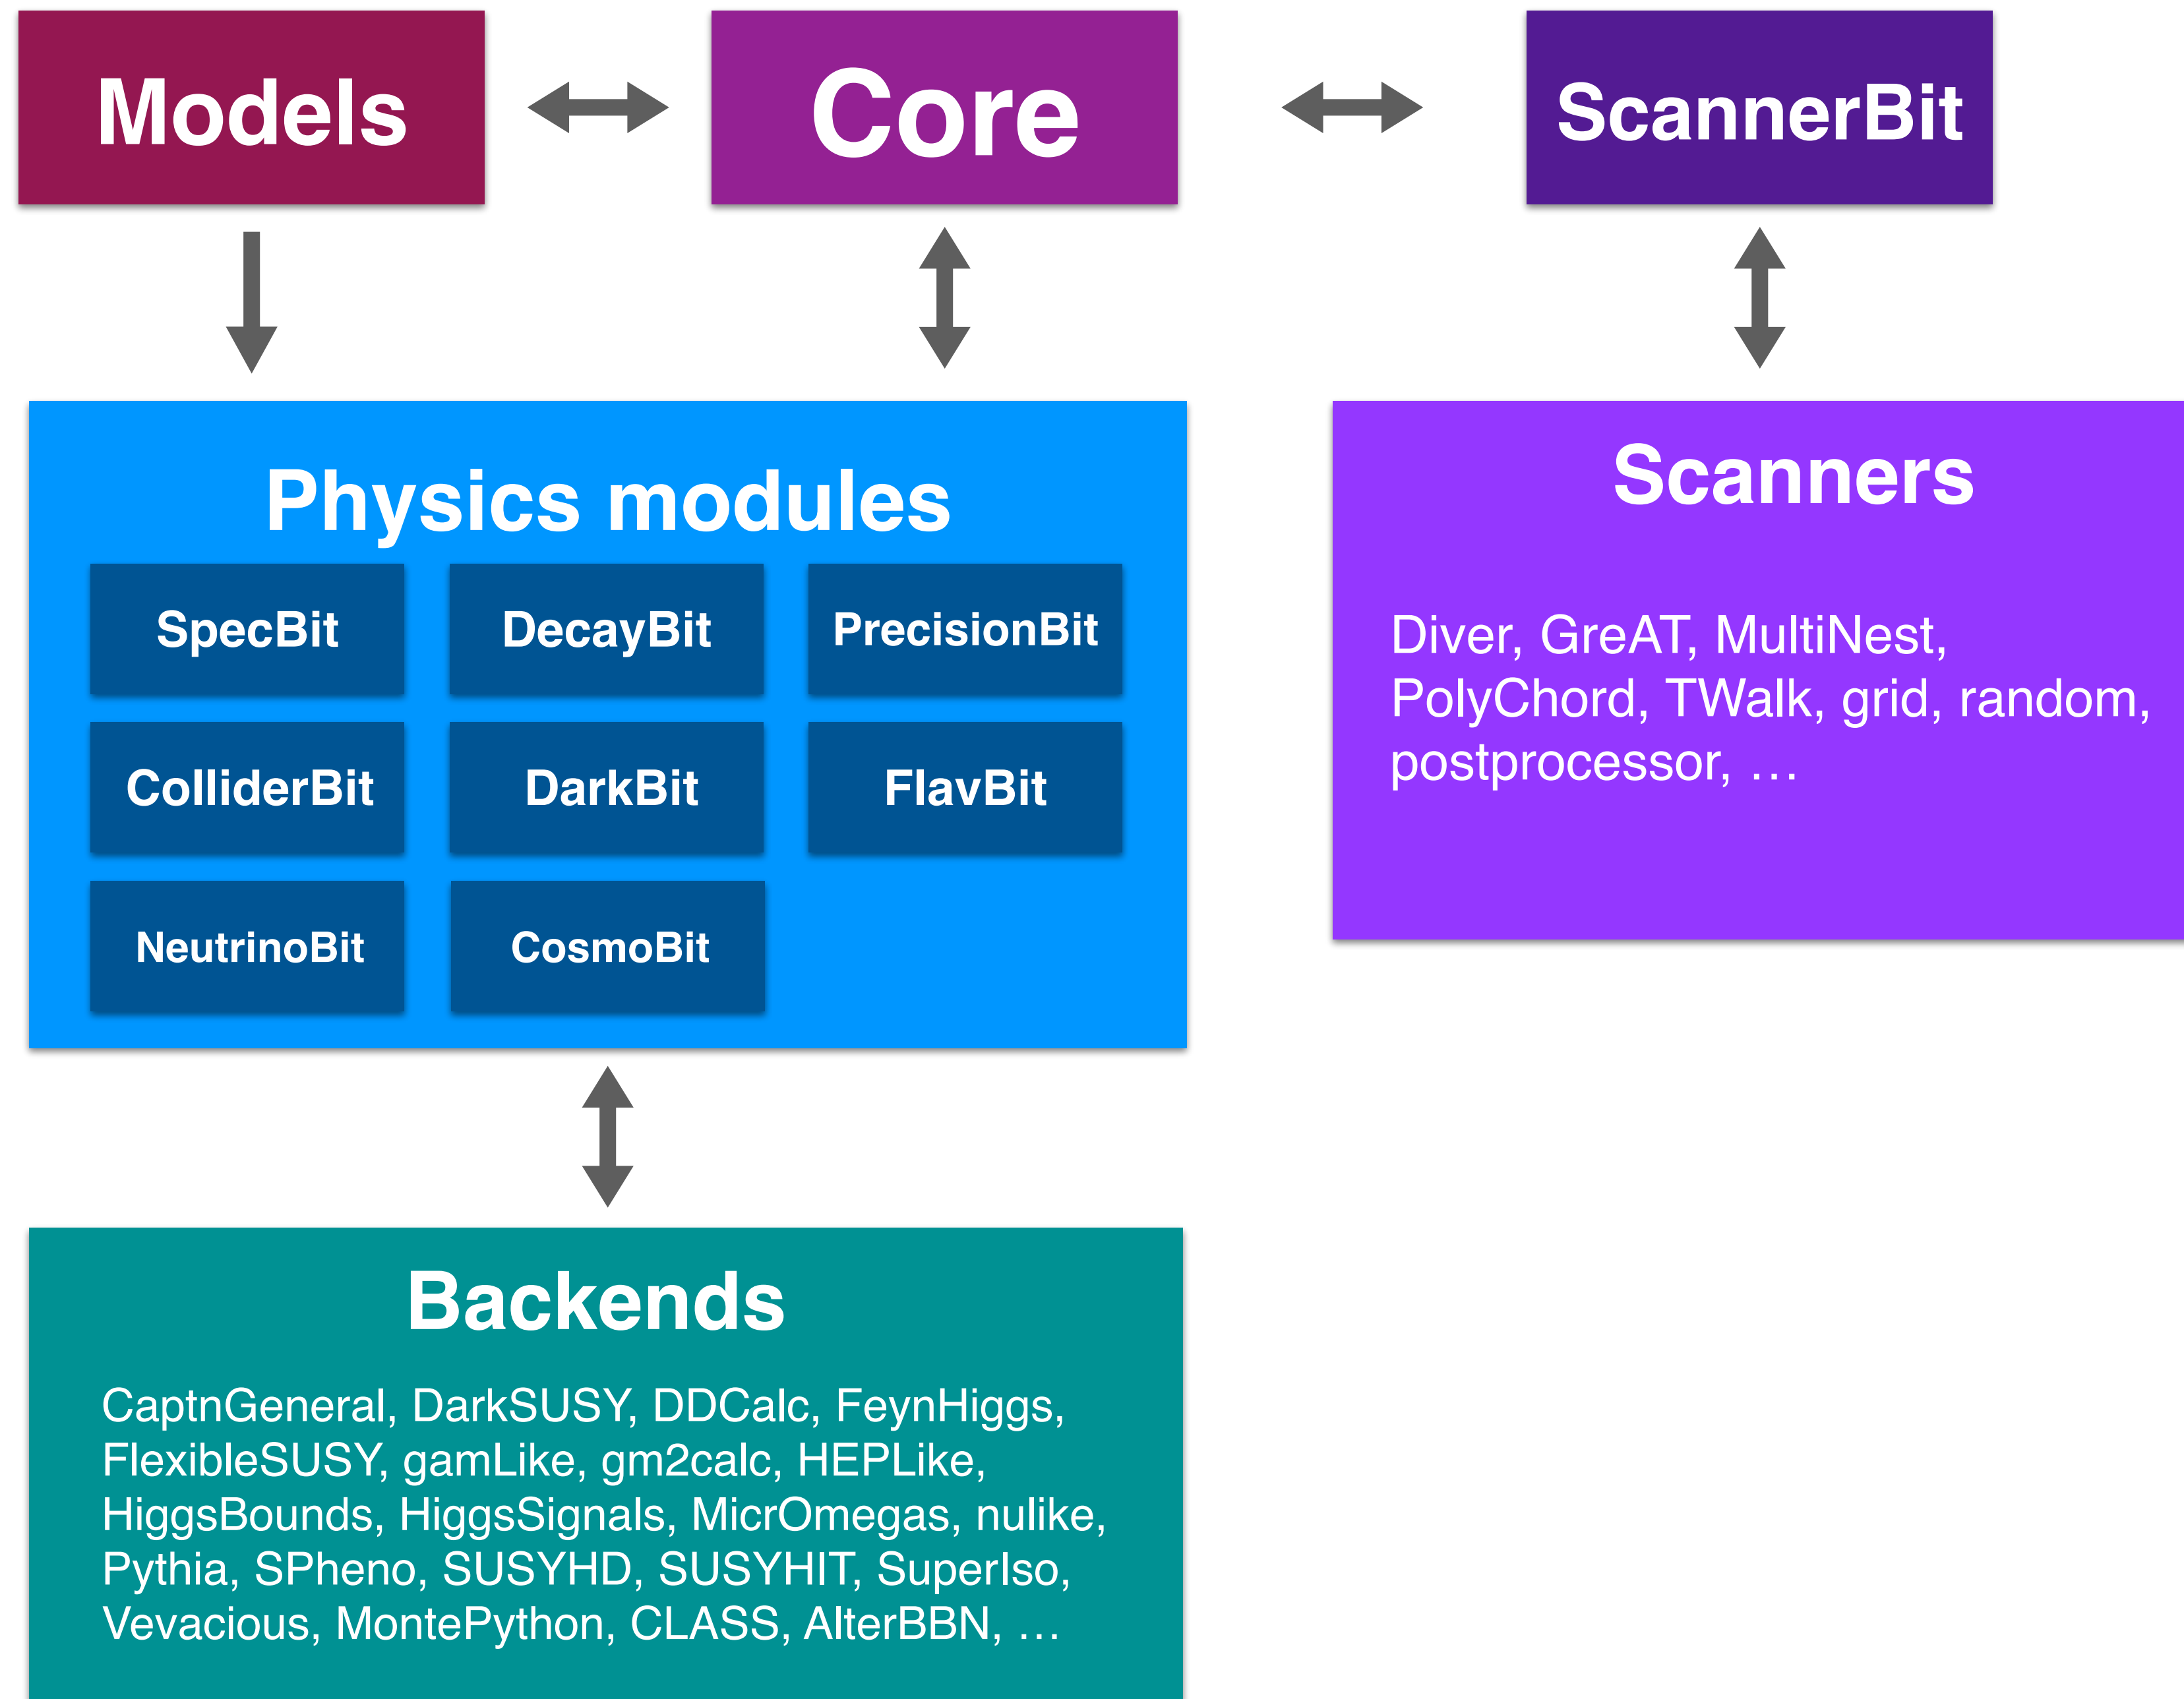 Models
Core
ScannerBit
Physics modules
SpecBit
DecayBit
PrecisionBit
ColliderBit
DarkBit
FlavBit
NeutrinoBit
CosmoBit
Scanners
Diver, GreAT, MultiNest,
PolyChord, TWalk, grid, random,
postprocessor, …
Backends
CaptnGeneral, DarkSUSY, DDCalc, FeynHiggs,
FlexibleSUSY, gamLike, gm2calc, HEPLike,
HiggsBounds, HiggsSignals, MicrOmegas, nulike,
Pythia, SPheno, SUSYHD, SUSYHIT, SuperIso,
Vevacious, MontePython, CLASS, AlterBBN, …